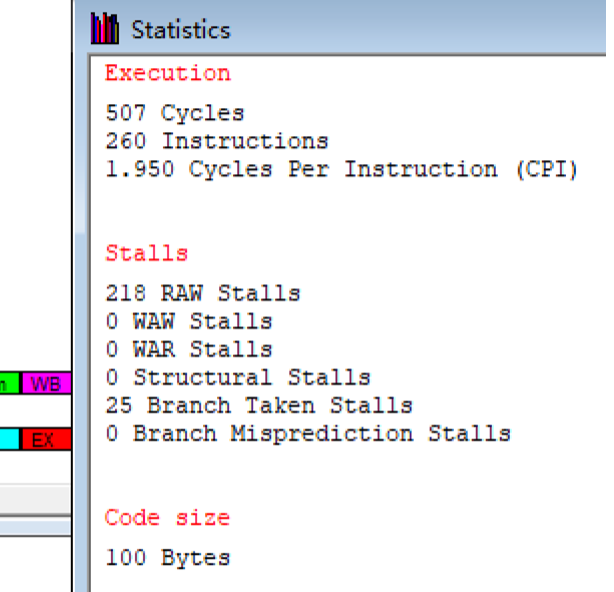 Statistics
Execution
507 Cycles
260 Instructions
1.950 Cycles Per Instruction (CPI)
Stalls
218 RAW Stalls
0 WAW Stalls
0 WAR Stalls
0 Structural Stalls
25 Branch Taken Stalls
0 Branch Misprediction Stalls
WB
EX
Code size
100 Bytes